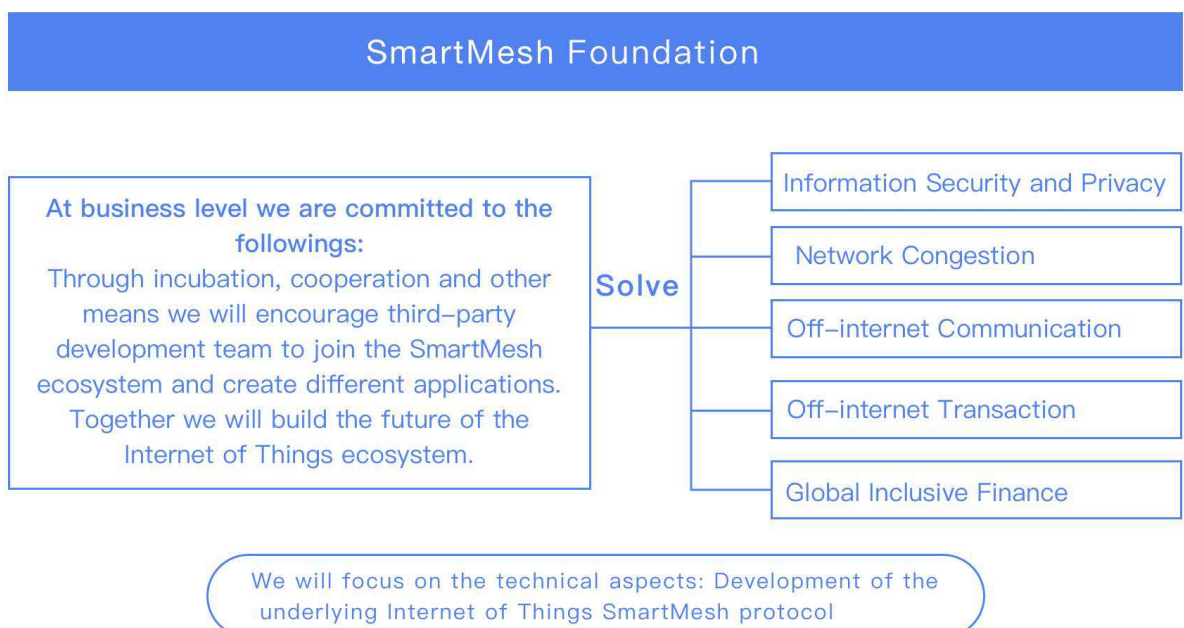 SmartMesh Foundation
At business level we are committed to the
followings:
Through incubation, cooperation and other
means we will encourage third-party
development team to join the SmartMesh
ecosystem and create different applications.
Together we will build the future of the
Internet of Things ecosystem.
Solve
Information Security and Privacy
Network Congestion
Off-internet Communication
Off-internet Transaction
Global Inclusive Finance
We will focus on the technical aspects: Development of the
underlying Internet of Things SmartMesh protocol